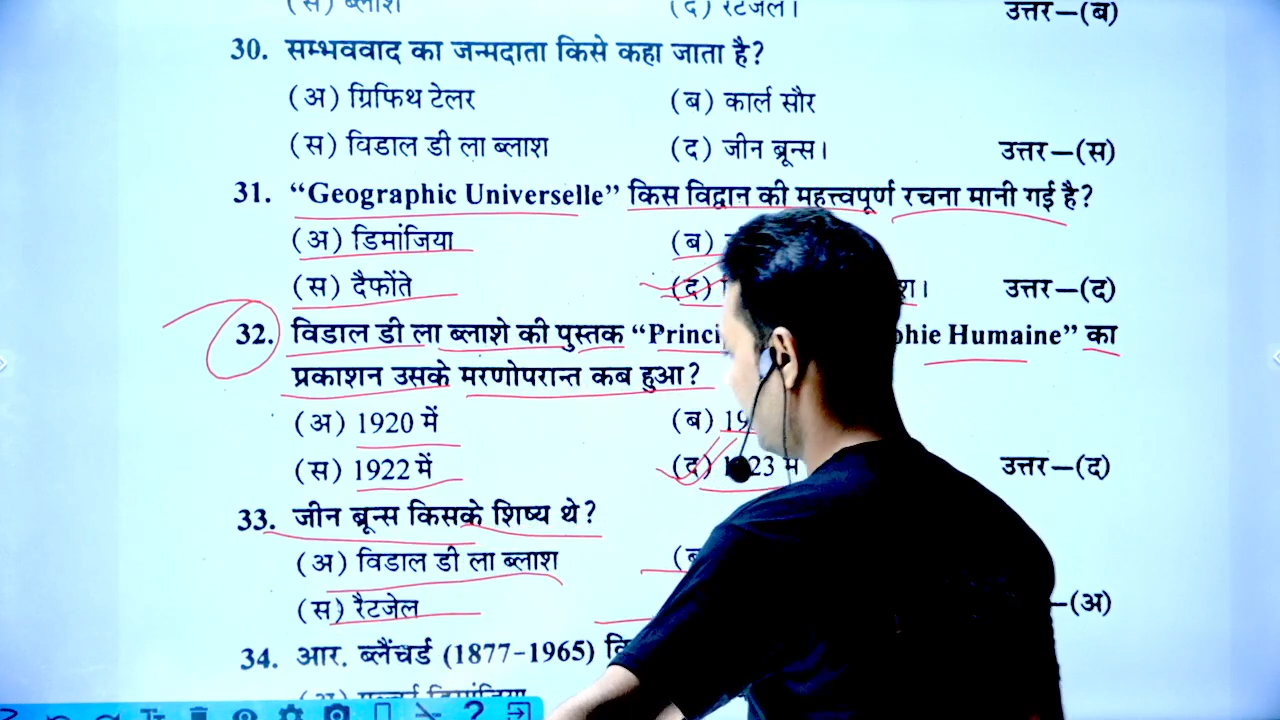 (स) ब्लाश (द) रैटजेल। उत्तर—(ब)
30. सम्भववाद का जन्मदाता किसे कहा जाता है?
(अ) ग्रिफिथ टेलर (ब) कार्ल सौर
(स) विडाल डी ला ब्लाश (द) जीन ब्रून्स। उत्तर—(स)
31. “Geographic Universelle” किस विद्वान की महत्त्वपूर्ण रचना मानी गई है?
(अ) डिमांजिया (ब)
(स) दैफोंते (द) श। उत्तर—(द)
32. विडाल डी ला ब्लाशे की पुस्तक “Princi phie Humaine” का
प्रकाशन उसके मरणोपरान्त कब हुआ?
(अ) 1920 में (ब) 19
(स) 1922 में (द) 1923 में उत्तर—(द)
33. जीन ब्रून्स किसके शिष्य थे?
(अ) विडाल डी ला ब्लाश (ब
(स) रैटजेल —(अ)
34. आर. ब्लैंचर्ड (1877-1965)